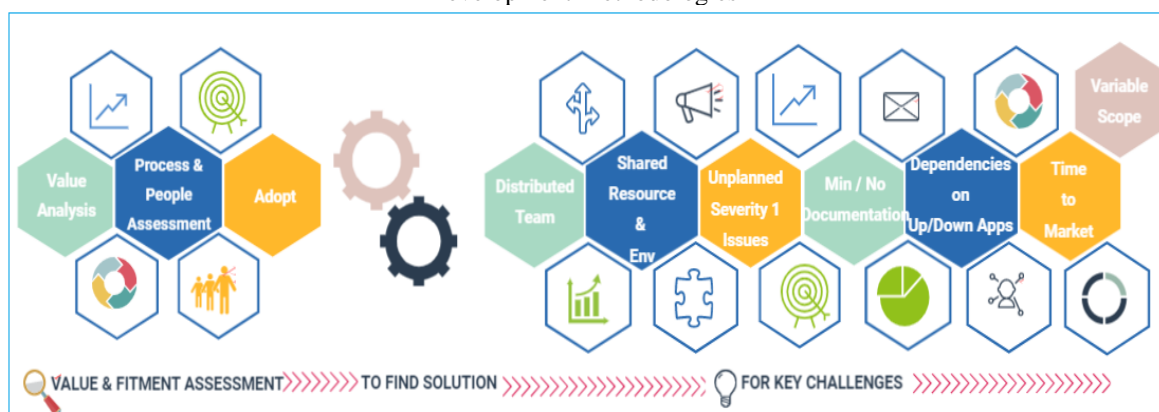 Value
Analysis
Process &
People
Assessment
Adopt
Distributed
Team
Shared
Resource
&
Env
Unplanned
Severity 1
Issues
Min / No
Documentation
Dependencies
on
Up/Down Apps
Time
to
Market
Variable
Scope
VALUE & FITMENT ASSESSMENT
TO FIND SOLUTION
FOR KEY CHALLENGES